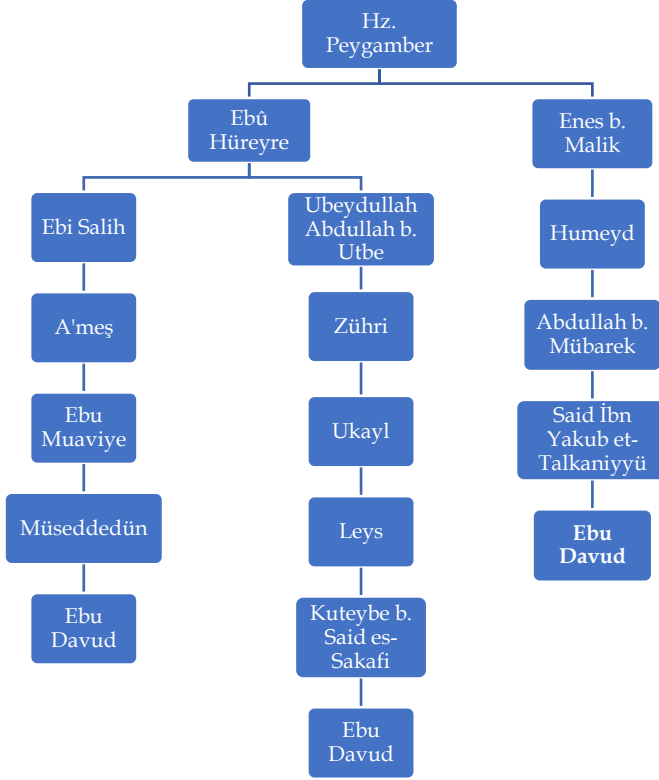 Hz.
Peygamber
Ebû
Hüreyre
Enes b.
Malik
Ebi Salih
Ubeydullah
Abdullah b.
Utbe
Humeyd
A'meş
Zühri
Abdullah b.
Mübarek
Ebu
Muaviye
Ukayl
Said İbn
Yakub et-
Talkaniyyü
Müseddedün
Leys
Ebu
Davud
Ebu
Davud
Kuteybe b.
Said es-
Sakafi
Ebu
Davud